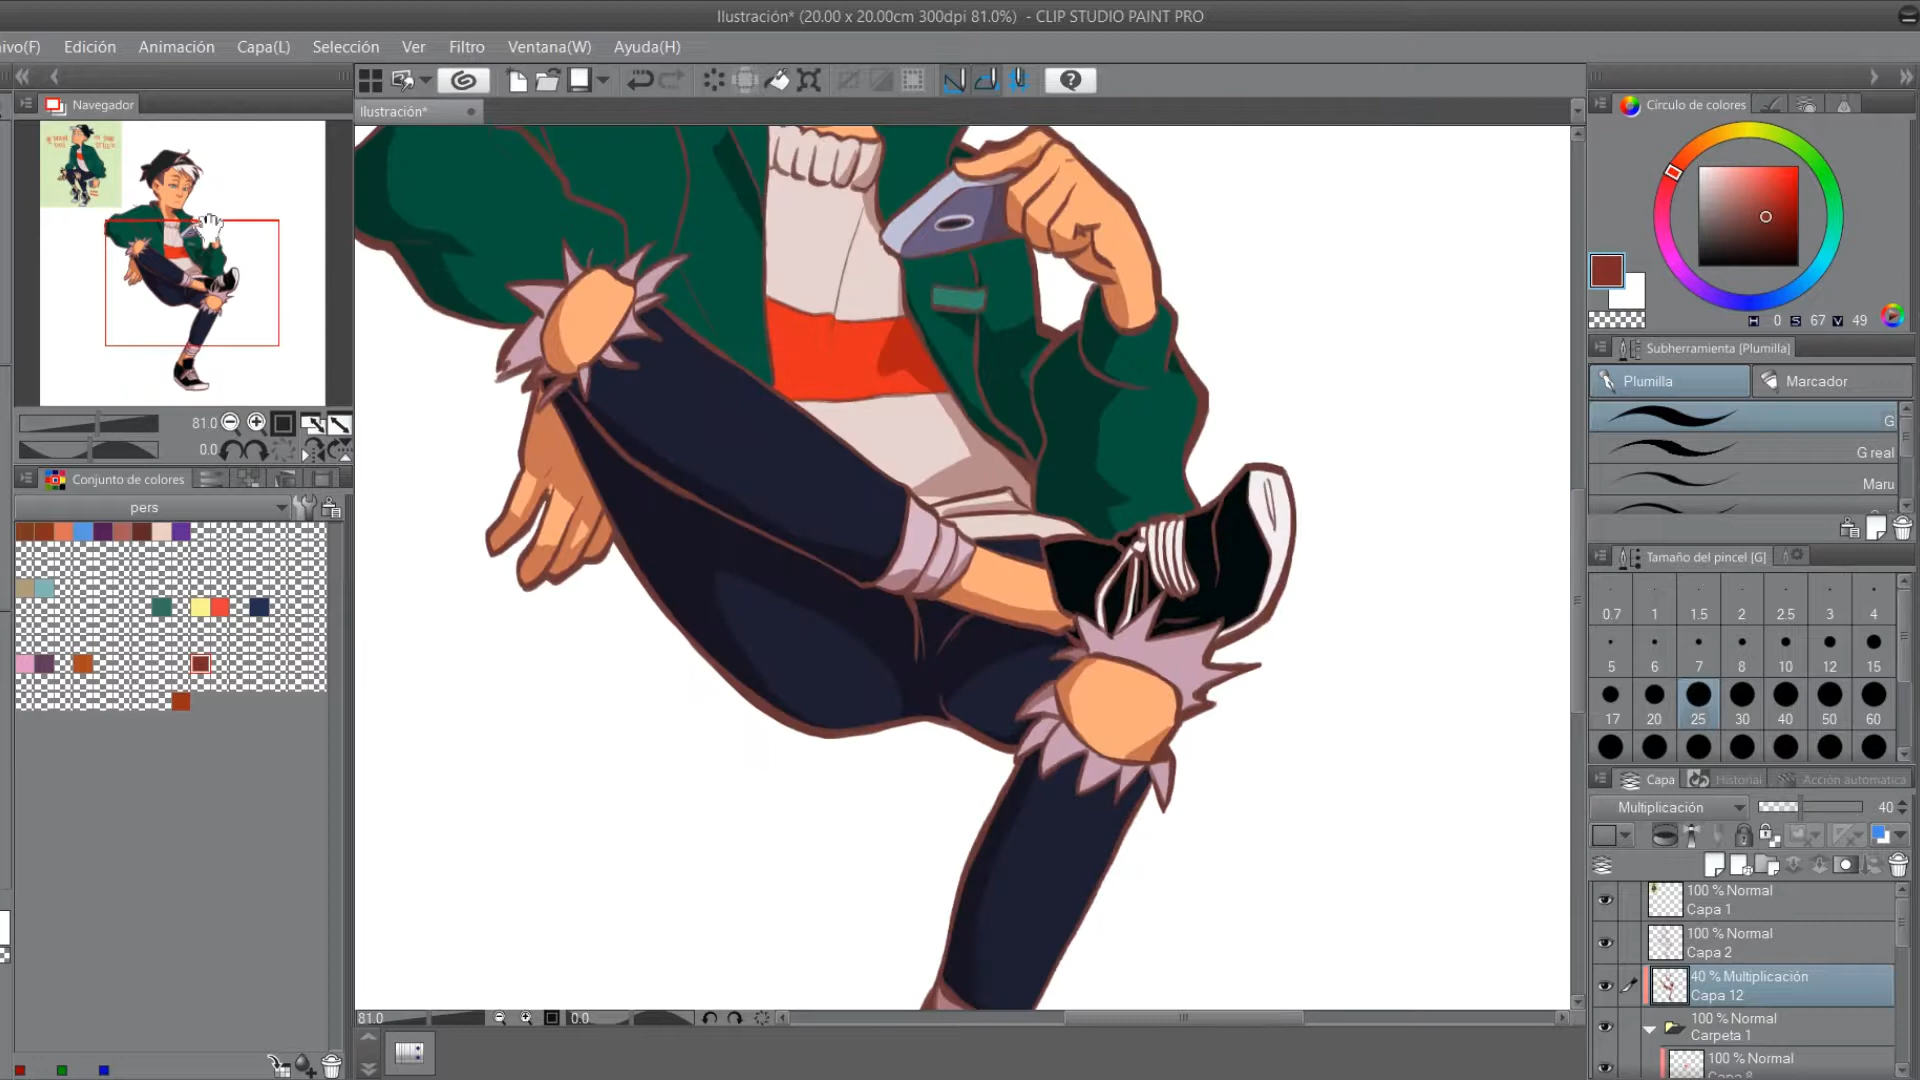 Ilustración* (20.00 x 20.00cm 300dpi 81.0%) - CLIP STUDIO PAINT PRO
ivo(F) Edición Animación Capa(L) Selección Ver Filtro Ventana(W) Ayuda(H)
Navegador
Ilustración*
Círculo de colores
H 0 S 67 V 49
Subherramienta [Plumilla]
Plumilla Marcador
G
G real
Maru
81.0
0.0
Conjunto de colores
pers
Tamaño del pincel [G]
0.7 1 1.5 2 2.5 3 4
5 6 7 8 10 12 15
17 20 25 30 40 50 60
Capa Historial Acción automática
Multiplicación 40
100 % Normal
Capa 1
100 % Normal
Capa 2
40 % Multiplicación
Capa 12
100 % Normal
Carpeta 1
100 % Normal
81.0 0.0